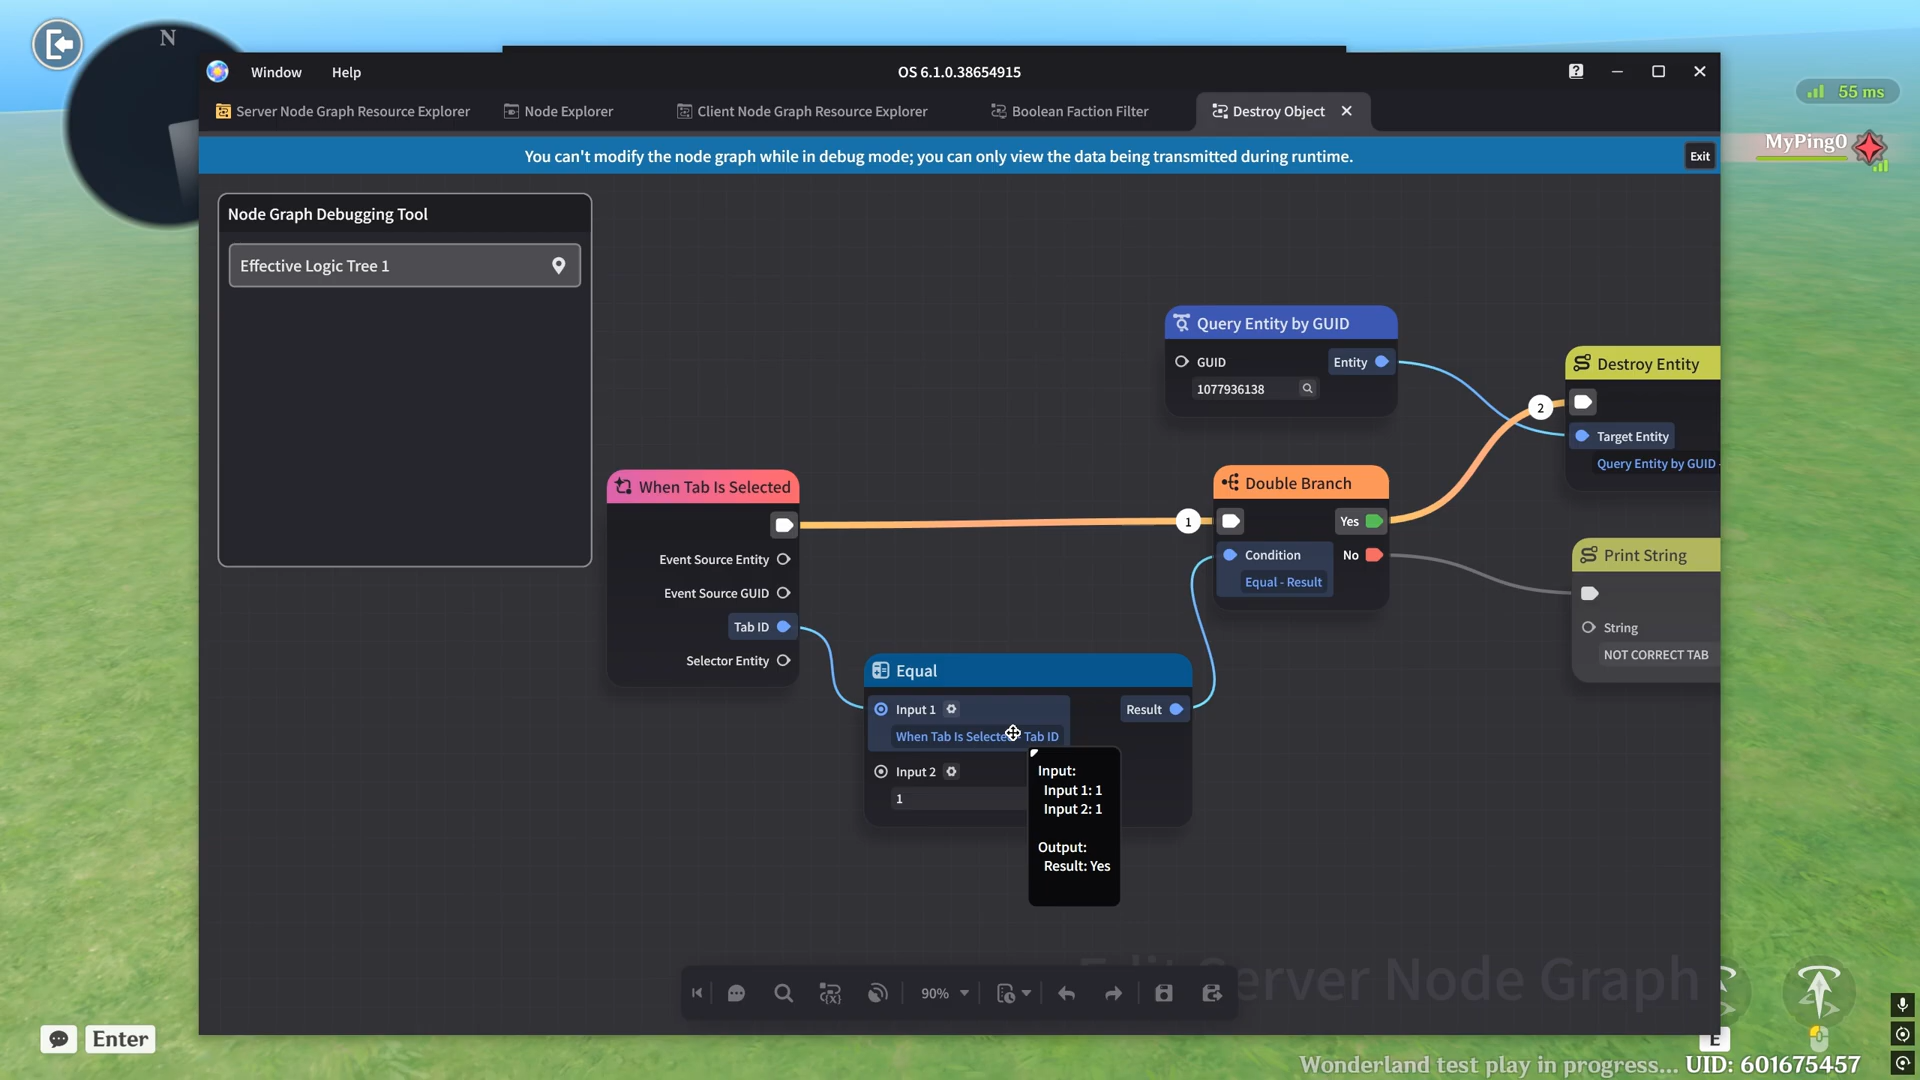 N
Window
Help
OS 6.1.0.38654915
Server Node Graph Resource Explorer
Node Explorer
Client Node Graph Resource Explorer
Boolean Faction Filter
Destroy Object
55 ms
You can't modify the node graph while in debug mode; you can only view the data being transmitted during runtime.
Exit
MyPing0
Node Graph Debugging Tool
Effective Logic Tree 1
Query Entity by GUID
GUID
Entity
1077936138
Destroy Entity
Target Entity
Query Entity by GUID -
2
When Tab Is Selected
Event Source Entity
Event Source GUID
Tab ID
Selector Entity
1
Double Branch
Yes
Condition
No
Equal - Result
Print String
String
NOT CORRECT TAB
Equal
Input 1
Result
When Tab Is Selected - Tab ID
Input 2
1
Input:
Input 1: 1
Input 2: 1
Output:
Result: Yes
Edit Server Node Graph
{x}
90%
Enter
E
Wonderland test play in progress... UID: 601675457